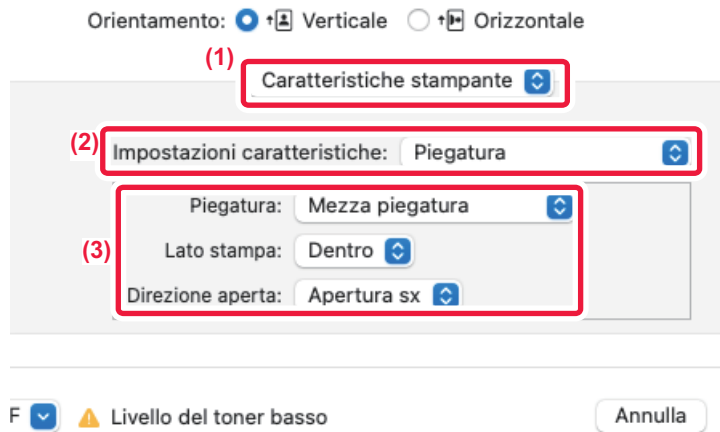 Orientamento: Verticale Orizzontale
(1)
Caratteristiche stampante
(2) Impostazioni caratteristiche: Piegatura
Piegatura: Mezza piegatura
(3) Lato stampa: Dentro
Direzione aperta: Apertura sx
F Livello del toner basso Annulla